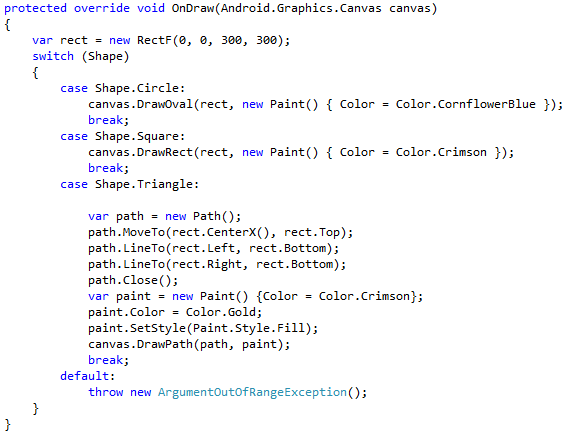 protected override void OnDraw(Android.Graphics.Canvas canvas)
{
    var rect = new RectF(0, 0, 300, 300);
    switch (Shape)
    {
        case Shape.Circle:
            canvas.DrawOval(rect, new Paint() { Color = Color.CornflowerBlue });
            break;
        case Shape.Square:
            canvas.DrawRect(rect, new Paint() { Color = Color.Crimson });
            break;
        case Shape.Triangle:

            var path = new Path();
            path.MoveTo(rect.CenterX(), rect.Top);
            path.LineTo(rect.Left, rect.Bottom);
            path.LineTo(rect.Right, rect.Bottom);
            path.Close();
            var paint = new Paint() {Color = Color.Crimson};
            paint.Color = Color.Gold;
            paint.SetStyle(Paint.Style.Fill);
            canvas.DrawPath(path, paint);
            break;
        default:
            throw new ArgumentOutOfRangeException();
    }
}